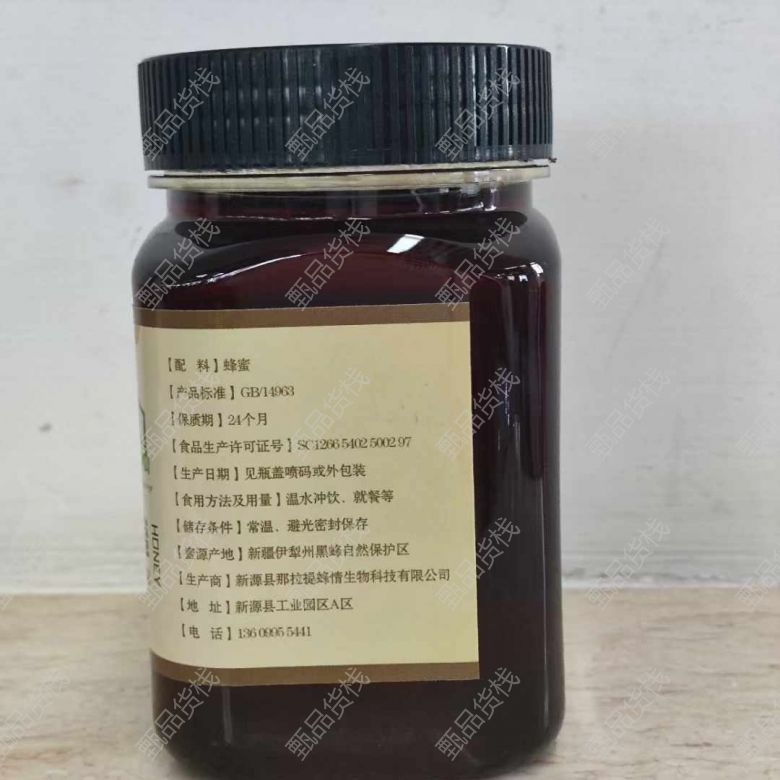 【配 料】蜂蜜
【产品标准】GB/14963
【保质期】24个月
【食品生产许可证号】SC12665402500297
【生产日期】见瓶盖喷码或外包装
【食用方法及用量】温水冲饮、就餐等
【储存条件】常温、避光密封保存
【蜜源产地】新疆伊犁州黑蜂自然保护区
【生产商】新源县那拉褆蜂情生物科技有限公司
【地 址】新源县工业园区A区
【电 话】13609955441
HONEY
甄品货栈